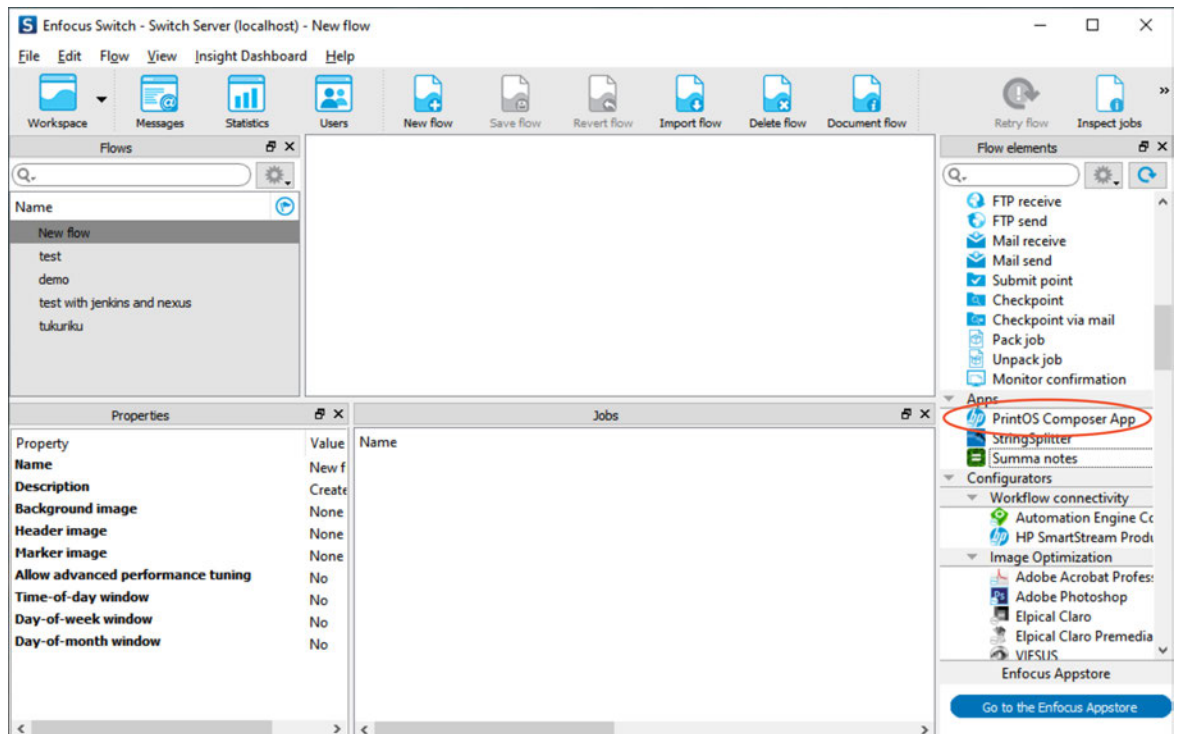 Enfocus Switch - Switch Server (localhost) - New flow
File Edit Flow View Insight Dashboard Help
Workspace Messages Statistics Users New flow Save flow Revert flow Import flow Delete flow Document flow Retry flow Inspect jobs
Flows
Name
New flow
test
demo
test with jenkins and nexus
tukuriku
Properties
Property Value
Name New f
Description Create
Background image None
Header image None
Marker image None
Allow advanced performance tuning No
Time-of-day window No
Day-of-week window No
Day-of-month window No
Jobs
Name
Flow elements
FTP receive
FTP send
Mail receive
Mail send
Submit point
Checkpoint
Checkpoint via mail
Pack job
Unpack job
Monitor confirmation
Apps
PrintOS Composer App
StringSplitter
Summa notes
Configurators
Workflow connectivity
Automation Engine Co
HP SmartStream Produ
Image Optimization
Adobe Acrobat Profes
Adobe Photoshop
Elpical Claro
Elpical Claro Premedia
VIESUS
Enfocus Appstore
Go to the Enfocus Appstore